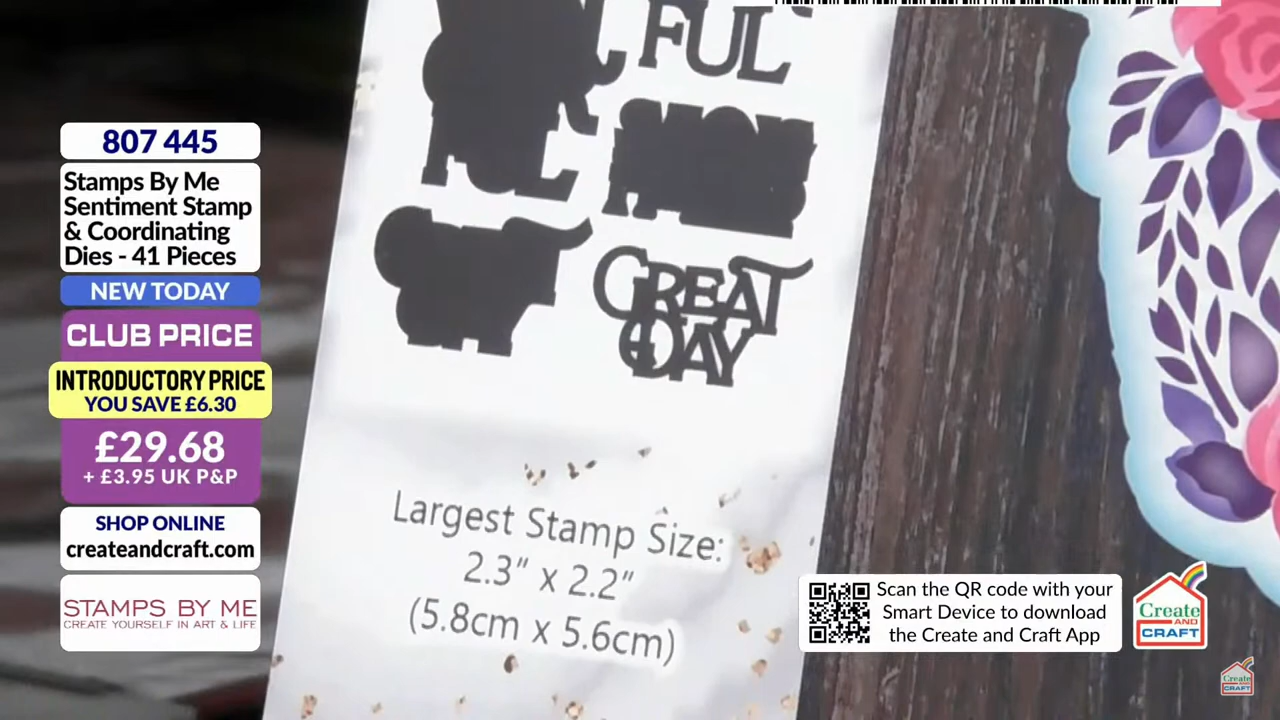 807 445
Stamps By Me
Sentiment Stamp
& Coordinating
Dies - 41 Pieces
NEW TODAY
CLUB PRICE
INTRODUCTORY PRICE
YOU SAVE £6.30
£29.68
+ £3.95 UK P&P
SHOP ONLINE
createandcraft.com
STAMPS BY ME
CREATE YOURSELF IN ART & LIFE
FUL
GREAT
DAY
Largest Stamp Size:
2.3" x 2.2"
(5.8cm x 5.6cm)
Scan the QR code with your
Smart Device to download
the Create and Craft App
Create
AND
CRAFT
Create
AND
CRAFT